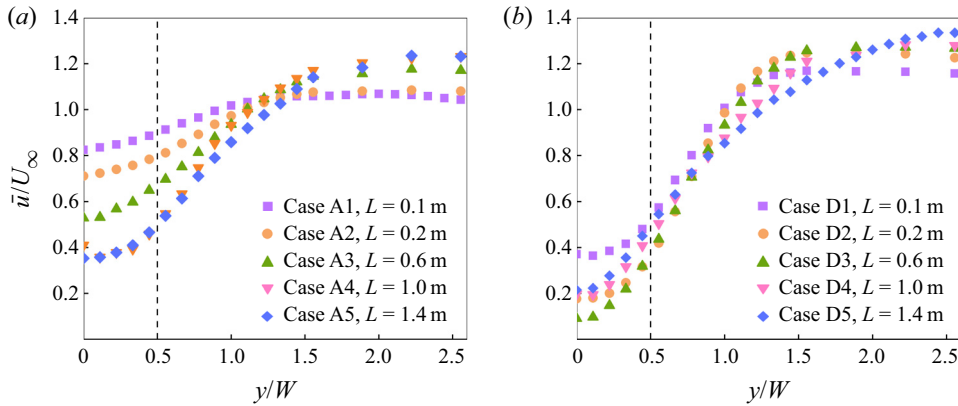 (a)
ū/U∞
1.4
1.2
1.0
0.8
0.6
0.4
0.2
0
0.5
1.0
1.5
2.0
2.5
y/W
Case A1, L = 0.1 m
Case A2, L = 0.2 m
Case A3, L = 0.6 m
Case A4, L = 1.0 m
Case A5, L = 1.4 m
(b)
1.4
1.2
1.0
0.8
0.6
0.4
0.2
0
0.5
1.0
1.5
2.0
2.5
y/W
Case D1, L = 0.1 m
Case D2, L = 0.2 m
Case D3, L = 0.6 m
Case D4, L = 1.0 m
Case D5, L = 1.4 m